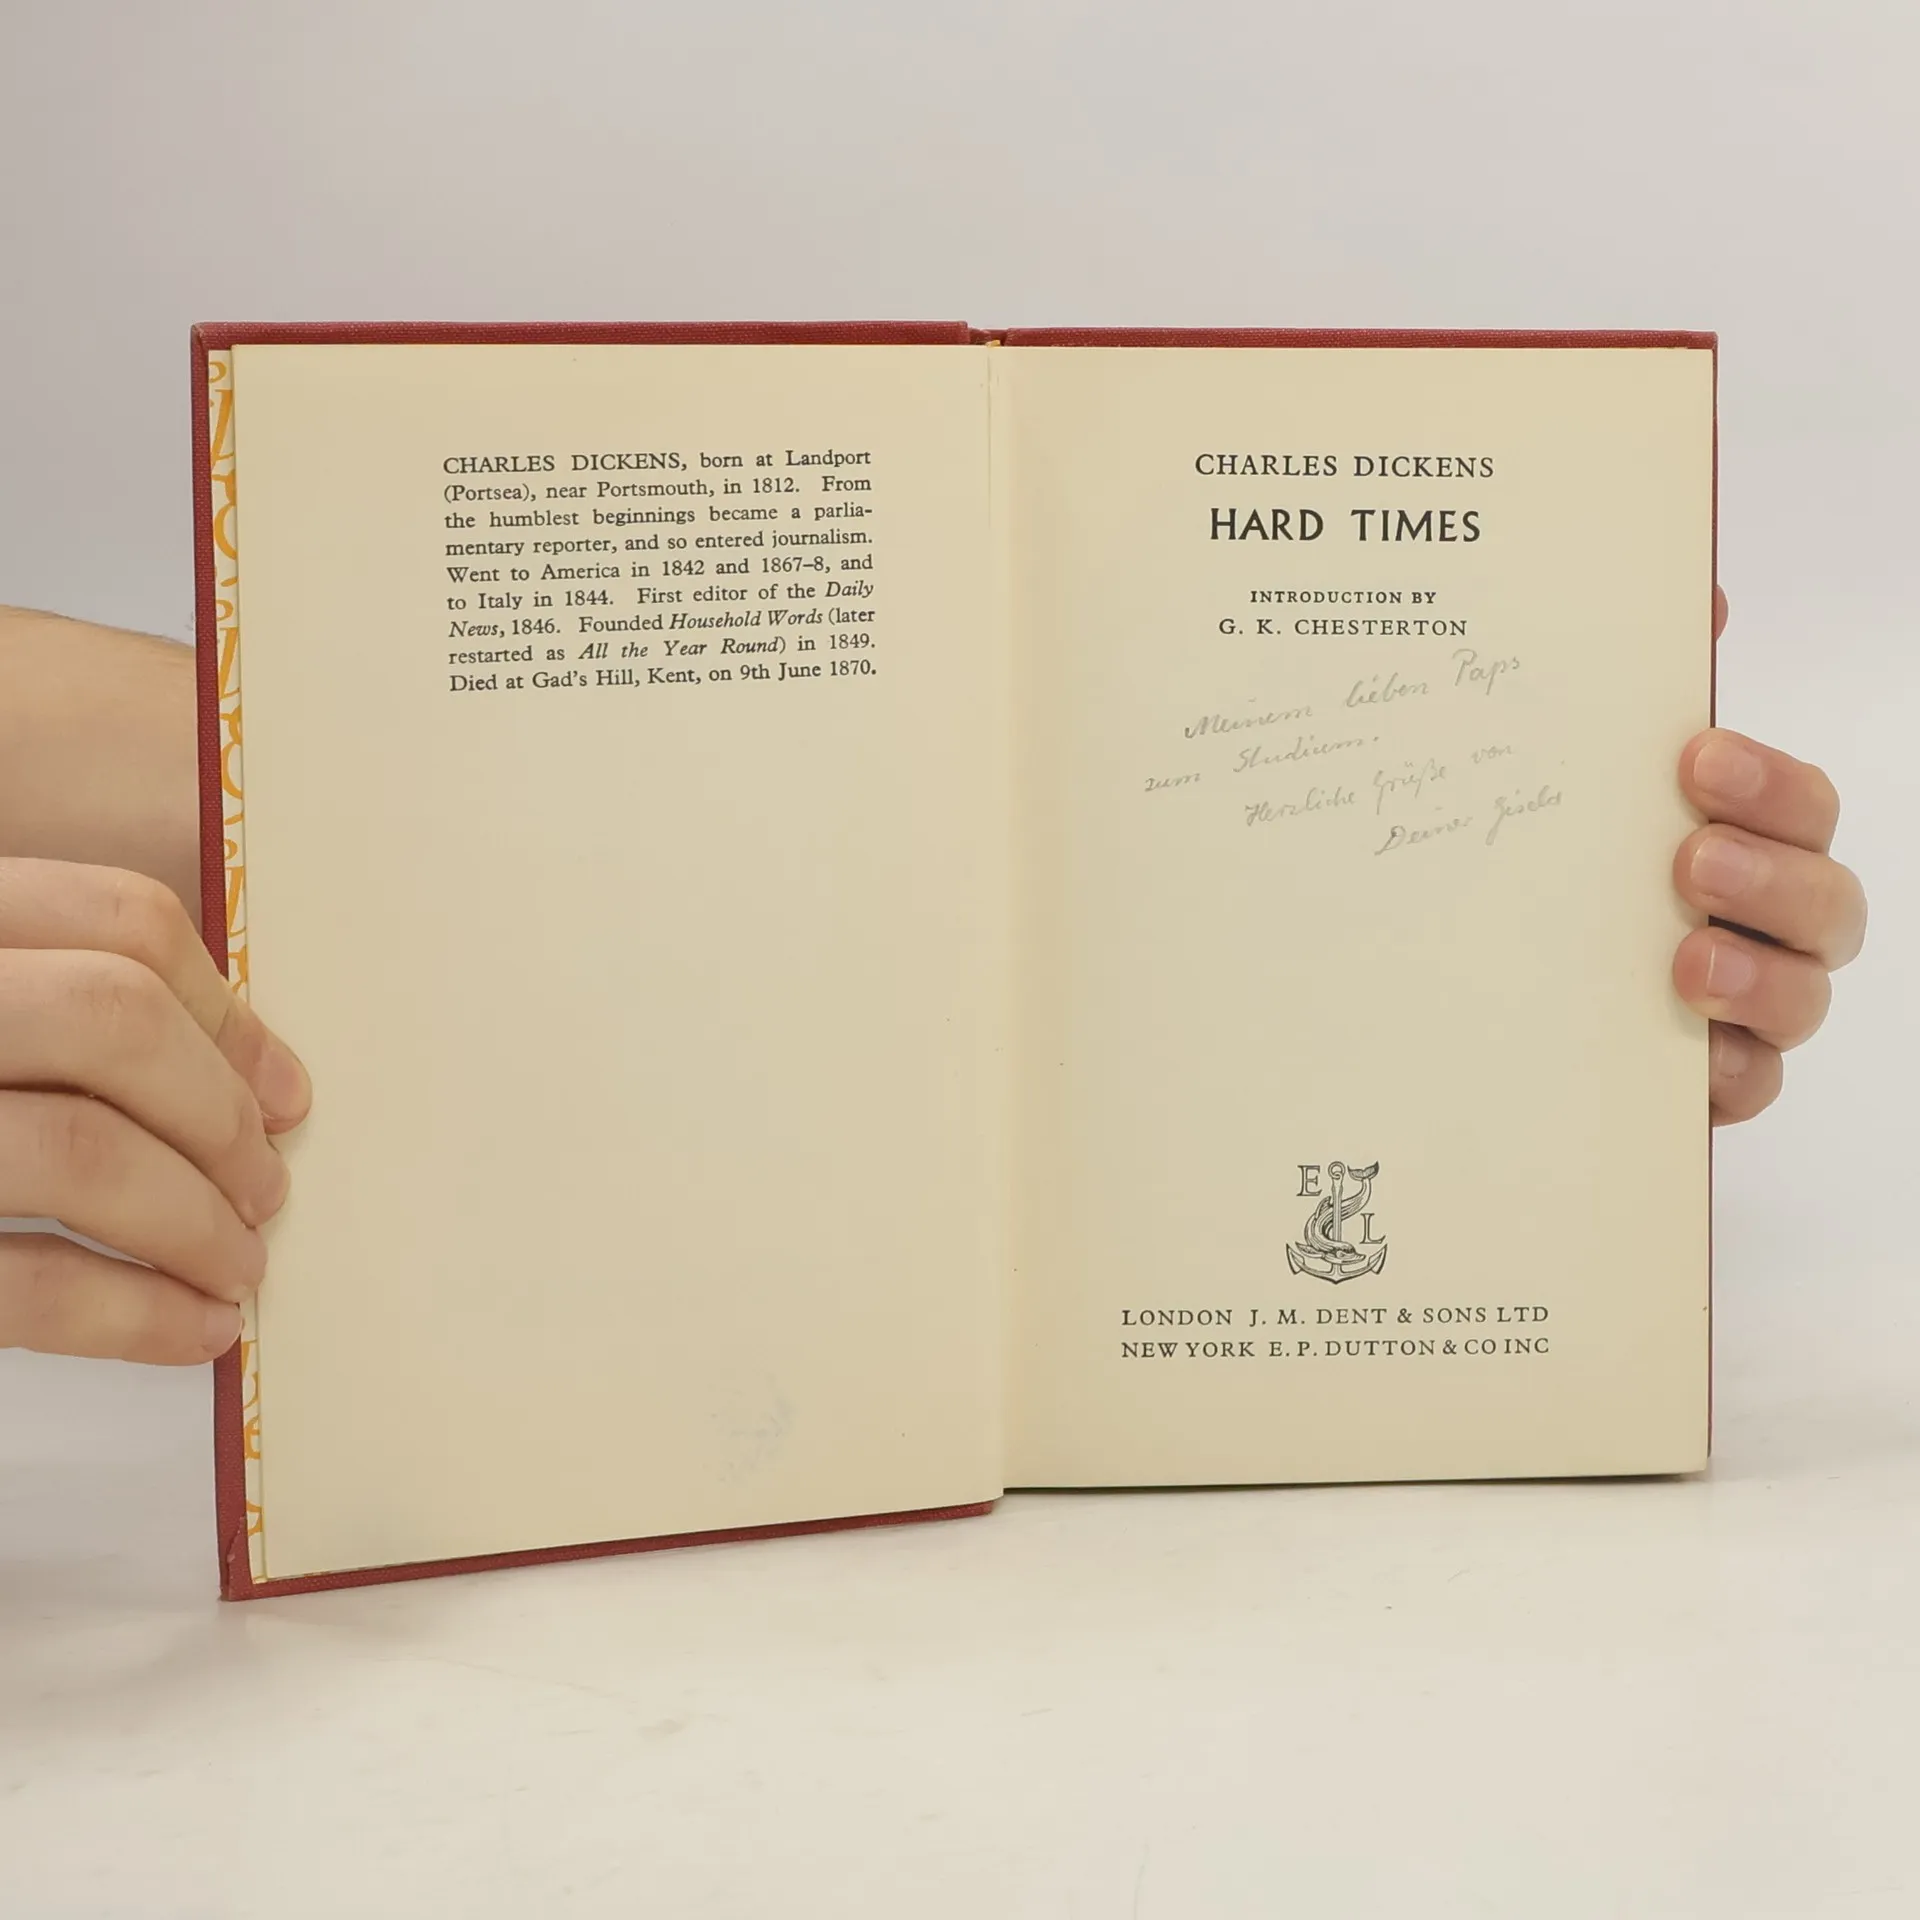 CHARLES DICKENS, born at Landport
(Portsea), near Portsmouth, in 1812. From
the humblest beginnings became a parlia-
mentary reporter, and so entered journalism.
Went to America in 1842 and 1867–8, and
to Italy in 1844. First editor of the Daily
News, 1846. Founded Household Words (later
restarted as All the Year Round) in 1849.
Died at Gad's Hill, Kent, on 9th June 1870.
CHARLES DICKENS
HARD TIMES
INTRODUCTION BY
G. K. CHESTERTON
Meinem lieben Paps
zum Studium.
Herzliche Grüße von
Deiner Gisela
E
L
LONDON J. M. DENT & SONS LTD
NEW YORK E. P. DUTTON & CO INC